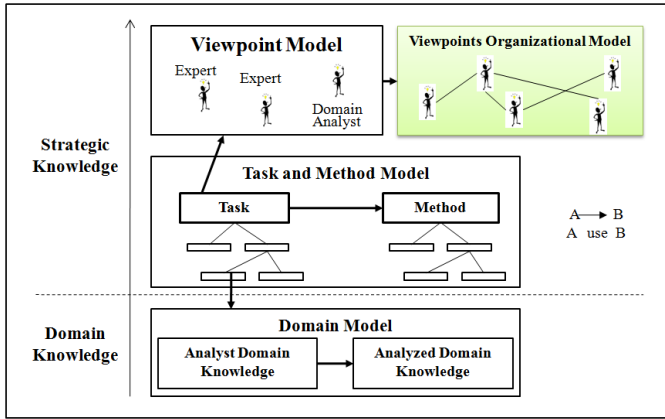 Viewpoint Model
Expert
Expert
Domain
Analyst
Viewpoints Organizational Model
Strategic
Knowledge
Task and Method Model
Task
Method
A B
A use B
Domain
Knowledge
Domain Model
Analyst Domain
Knowledge
Analyzed Domain
Knowledge